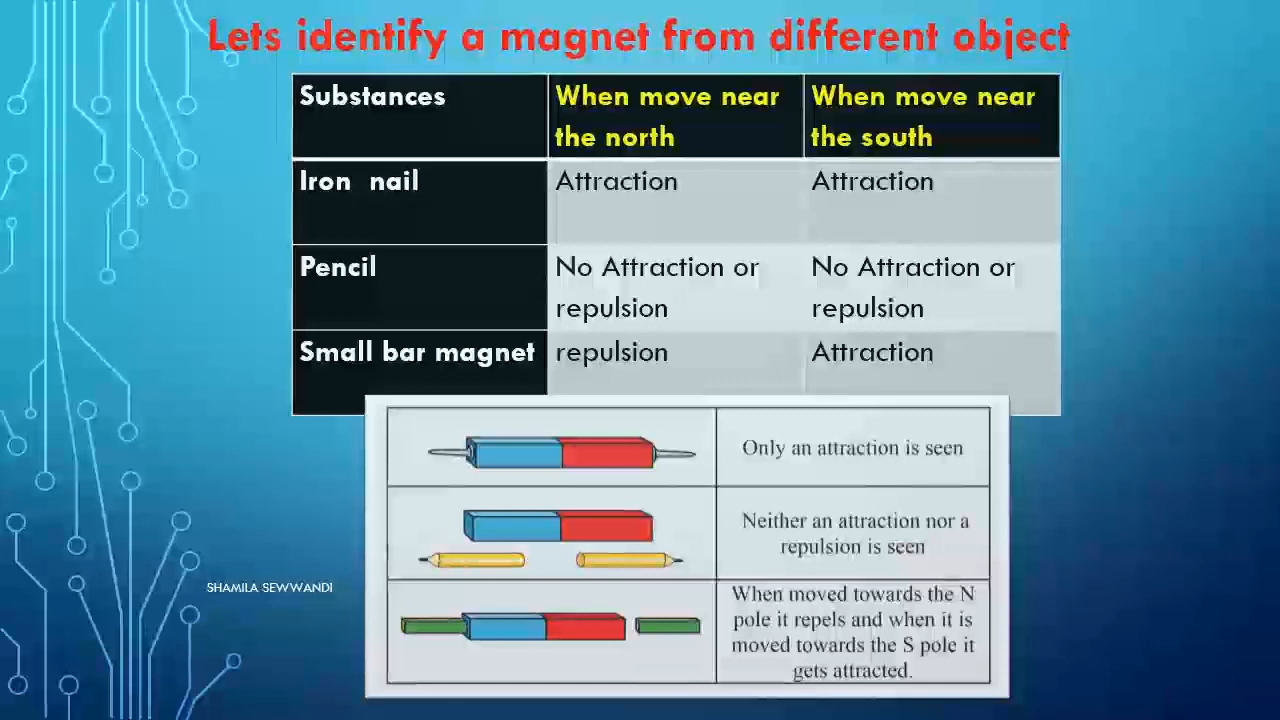 Lets identify a magnet from different object
Substances
When move near
the north
When move near
the south
Iron nail
Attraction
Attraction
Pencil
No Attraction or
repulsion
No Attraction or
repulsion
Small bar magnet
repulsion
Attraction
Only an attraction is seen
Neither an attraction nor a
repulsion is seen
When moved towards the N
pole it repels and when it is
moved towards the S pole it
gets attracted.
SHAMILA SEWWANDI